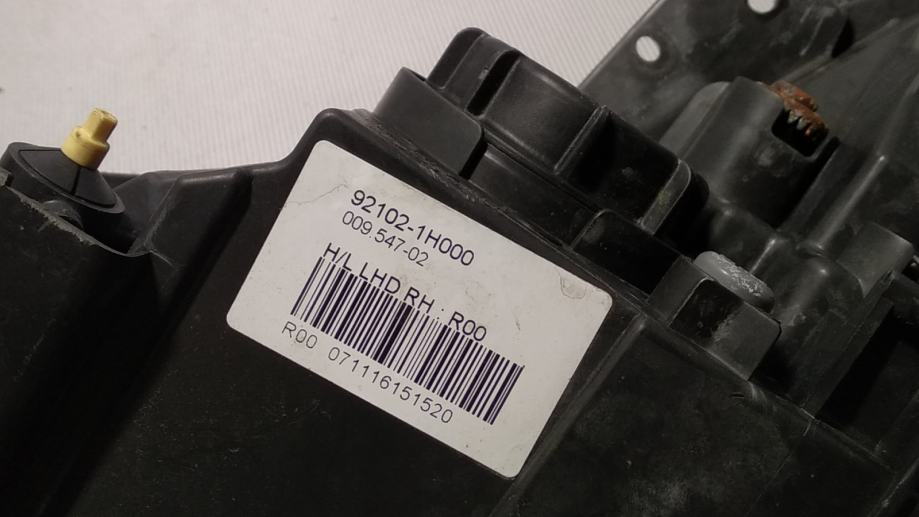 92102-1H000
009.547-02
H/L LHD RH . R00
R00 071116151520